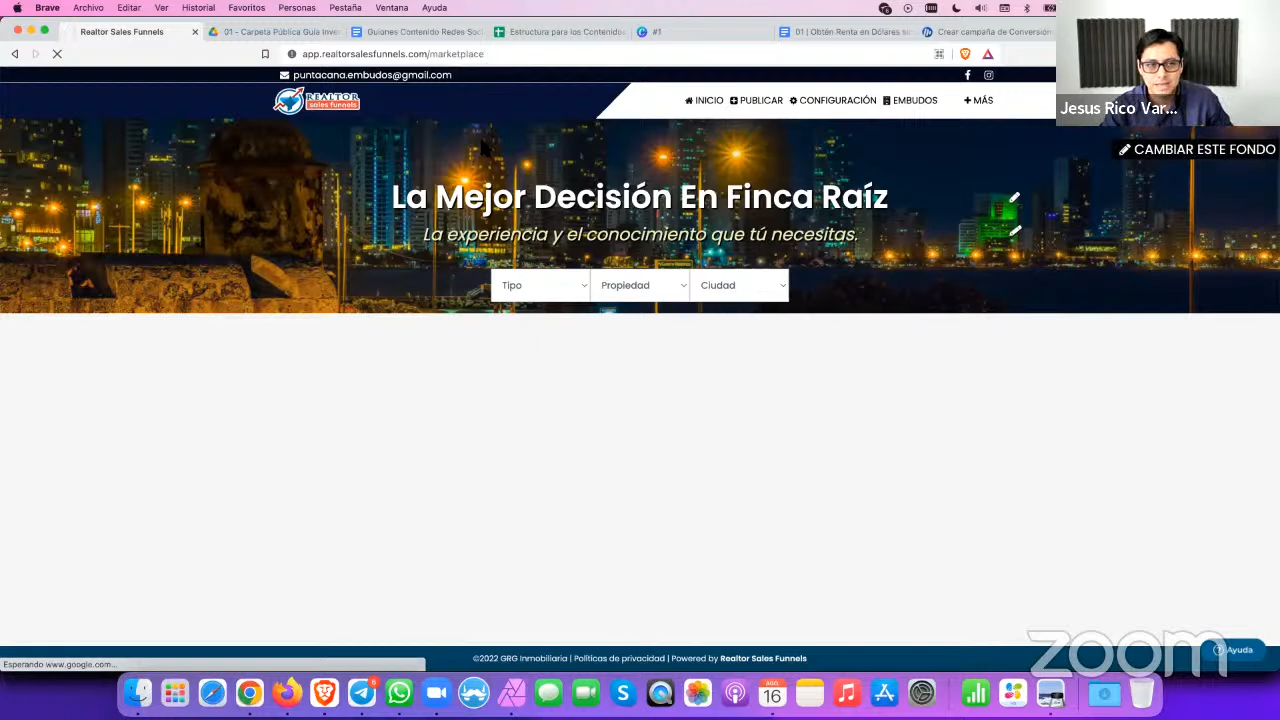 Brave Archivo Editar Ver Historial Favoritos Personas Pestaña Ventana Ayuda
Realtor Sales Funnels
01 - Carpeta Pública Guía Inver
Guiones Contenido Redes Soci
Estructura para los Contenidos
#1
01 | Obtén Renta en Dólares sin
Crear campaña de Conversión
app.realtorsalesfunnels.com/marketplace
puntacana.embudos@gmail.com
REALTOR
sales funnels
INICIO PUBLICAR CONFIGURACIÓN EMBUDOS + MÁS
Jesus Rico Var...
CAMBIAR ESTE FONDO
La Mejor Decisión En Finca Raíz
La experiencia y el conocimiento que tú necesitas.
Tipo Propiedad Ciudad
©2022 GRG Inmobiliaria | Políticas de privacidad | Powered by Realtor Sales Funnels
Ayuda
Esperando www.google.com...
zoom
6
AGO
16